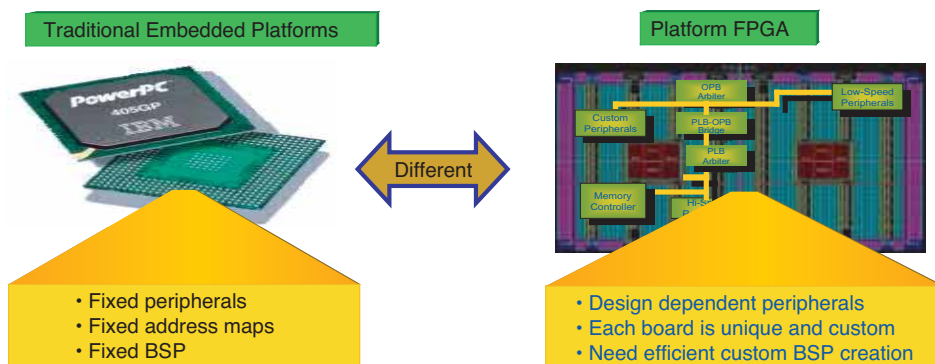 Traditional Embedded Platforms
Platform FPGA
PowerPC
405GP
IBM
Different
OPB
Arbiter
Low-Speed
Peripherals
Custom
Peripherals
PLB-OPB
Bridge
PLB
Arbiter
Memory
Controller
• Fixed peripherals
• Fixed address maps
• Fixed BSP
• Design dependent peripherals
• Each board is unique and custom
• Need efficient custom BSP creation